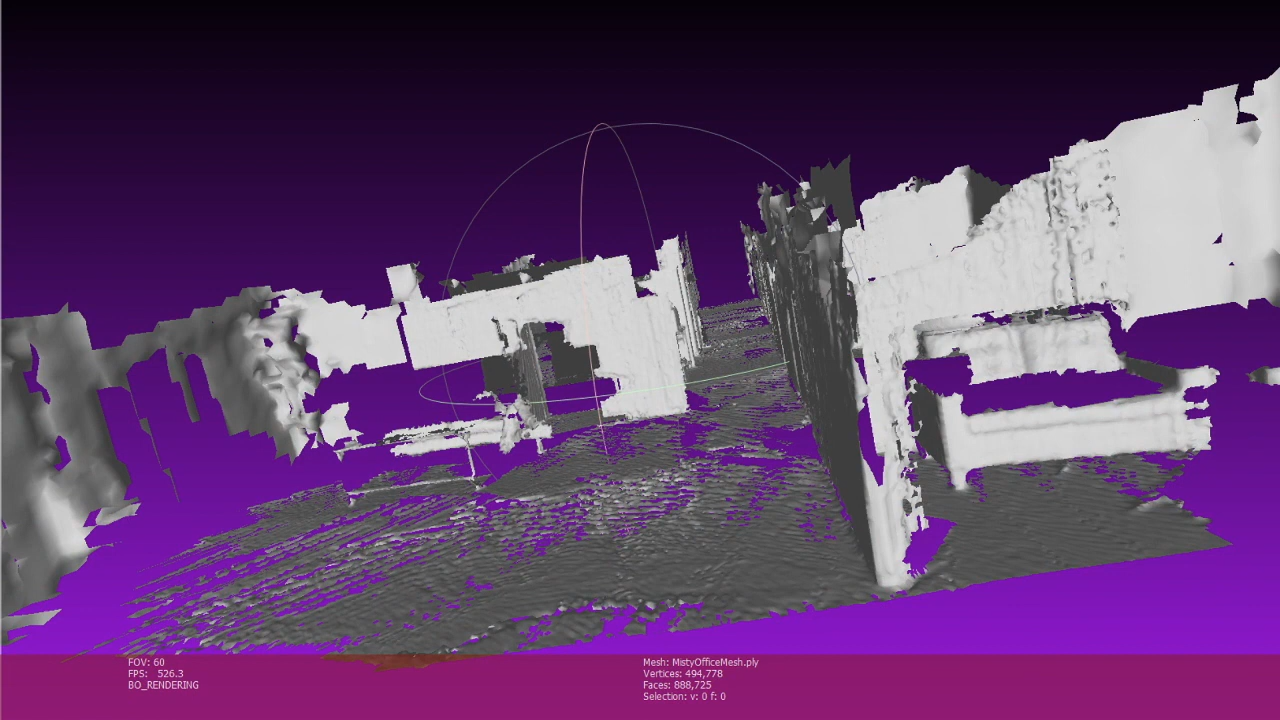 FOV: 60
FPS: 526.3
BO_RENDERING
Mesh: MistyOfficeMesh.ply
Vertices: 494,778
Faces: 888,725
Selection: v: 0 f: 0